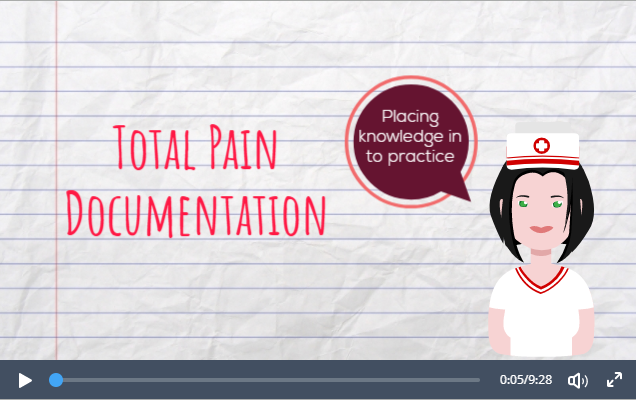 Total Pain
Documentation
Placing
knowledge in
to practice
0:05/9:28